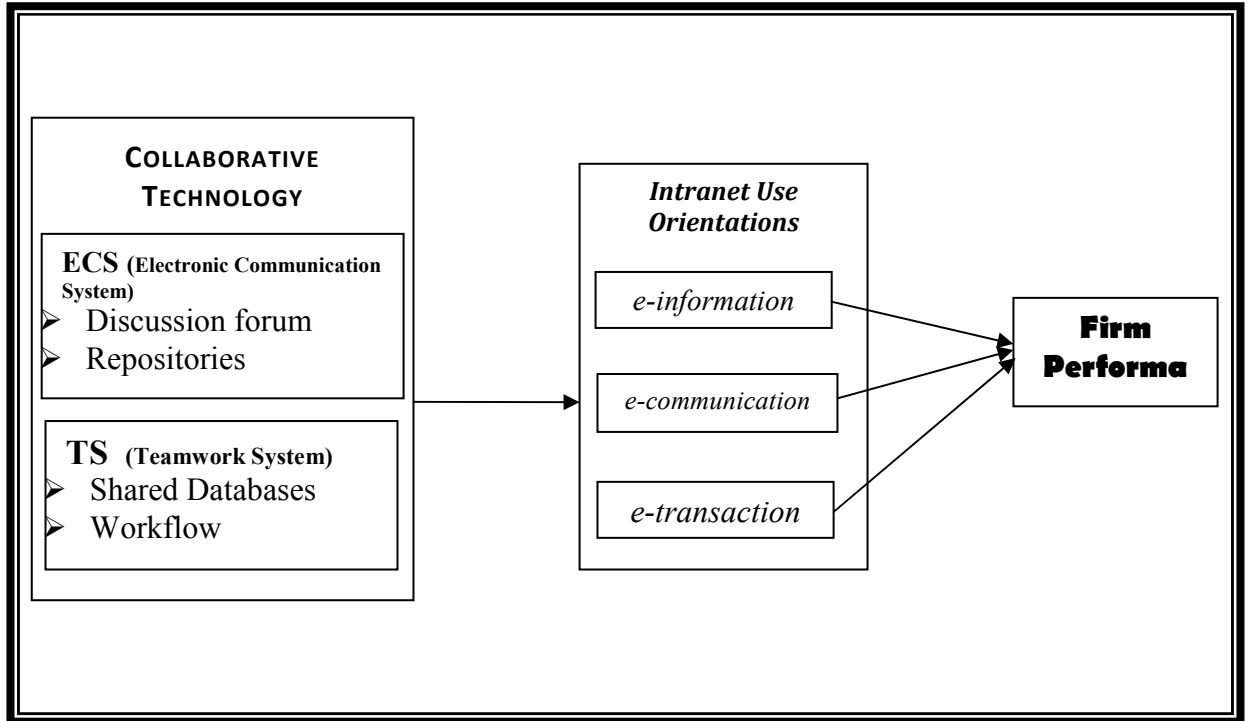 COLLABORATIVE
TECHNOLOGY
ECS (Electronic Communication
System)
➢ Discussion forum
➢ Repositories
TS (Teamwork System)
➢ Shared Databases
➢ Workflow
Intranet Use
Orientations
e-information
e-communication
e-transaction
Firm
Performa